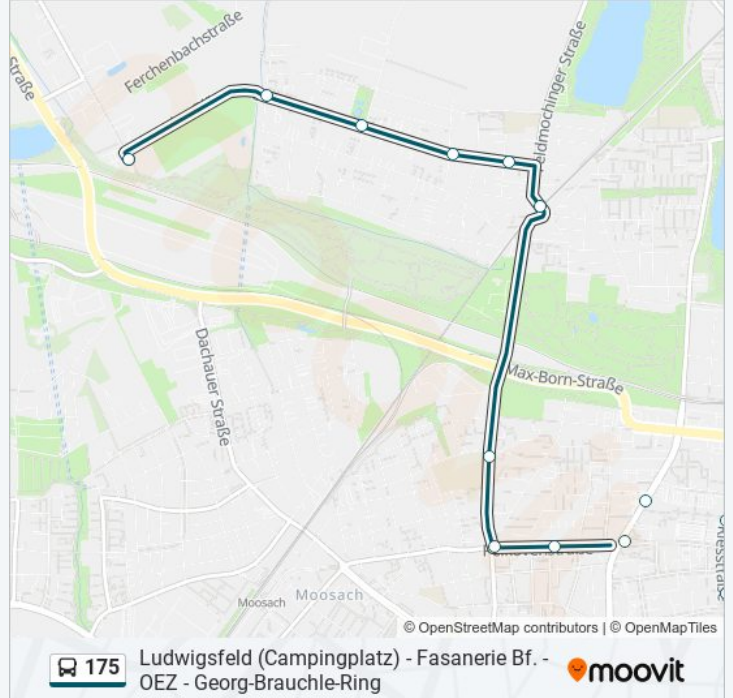 Ferchenbachstraße
Straße
eldmochinger Straße
Dachauer Straße
Max-Born-Straße
Moosach
Moosach
© OpenStreetMap contributors | © OpenMapTiles
175
Ludwigsfeld (Campingplatz) - Fasanerie Bf. -
OEZ - Georg-Brauchle-Ring
moovit